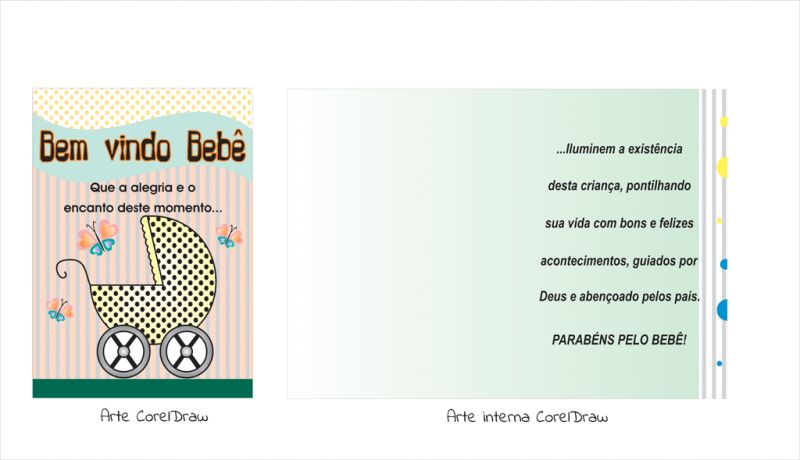 Bem vindo Bebê
Que a alegria e o
encanto deste momento...
Arte CorelDraw
...Iluminem a existência
desta criança, pontilhando
sua vida com bons e felizes
acontecimentos, guiados por
Deus e abençoado pelos pais.
PARABÉNS PELO BEBÊ!
Arte interna CorelDraw